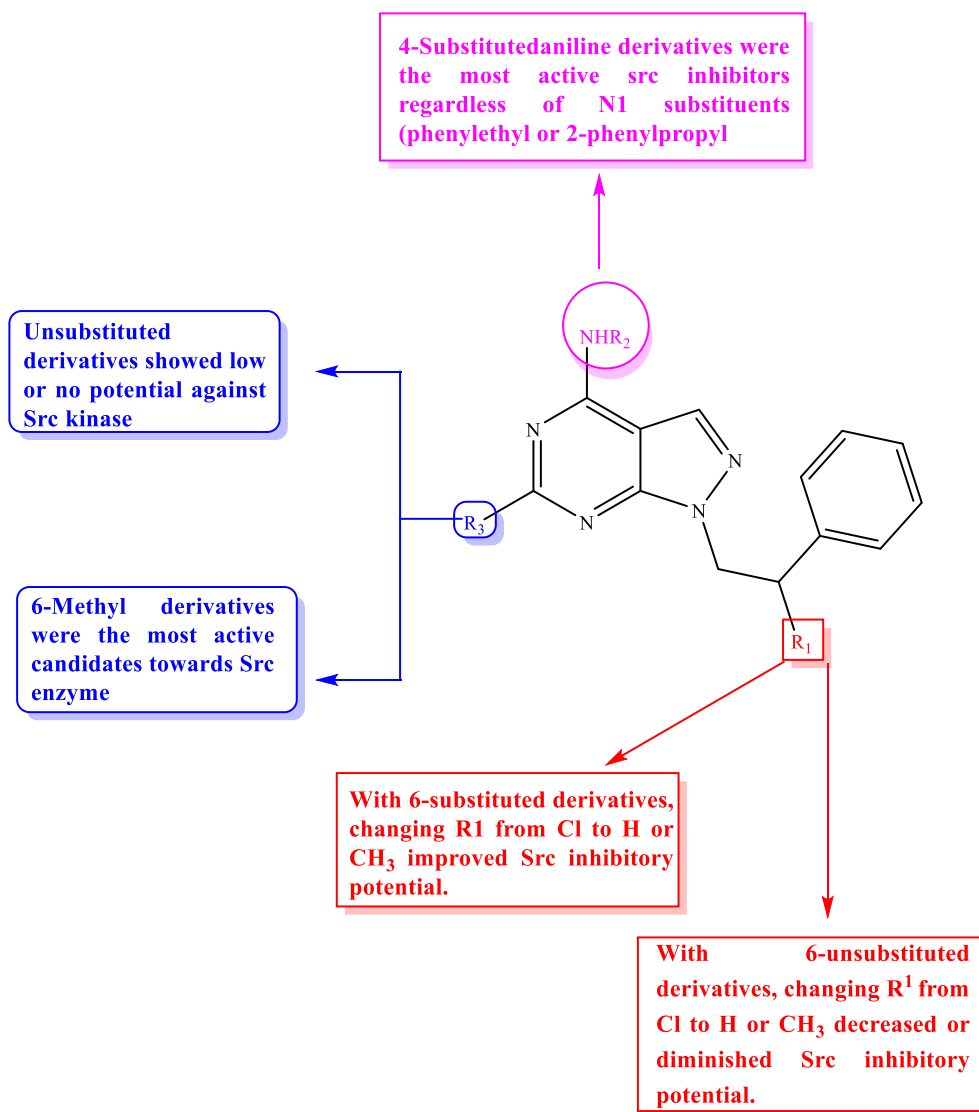 4-Substitutedaniline derivatives were
the most active src inhibitors
regardless of N1 substituents
(phenylethyl or 2-phenylpropyl
Unsubstituted
derivatives showed low
or no potential against
Src kinase
NHR₂
N
N
N
N
R₃
6-Methyl derivatives
were the most active
candidates towards Src
enzyme
R₁
With 6-substituted derivatives,
changing R1 from Cl to H or
CH₃ improved Src inhibitory
potential.
With 6-unsubstituted
derivatives, changing R¹ from
Cl to H or CH₃ decreased or
diminished Src inhibitory
potential.